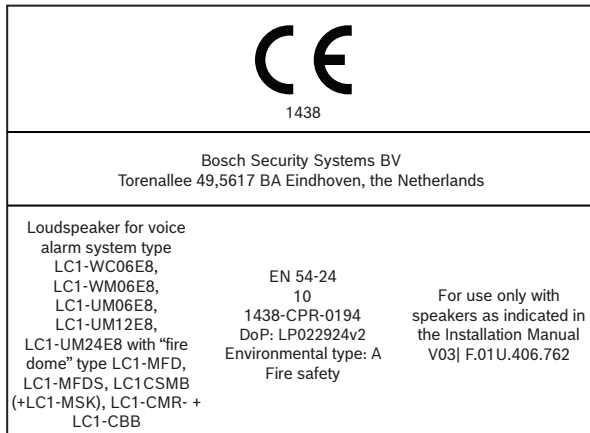 CE
1438
Bosch Security Systems BV
Torenallee 49,5617 BA Eindhoven, the Netherlands
Loudspeaker for voice
alarm system type
LC1-WC06E8,
LC1-WM06E8,
LC1-UM06E8,
LC1-UM12E8,
LC1-UM24E8 with “fire
dome” type LC1-MFD,
LC1-MFDS, LC1CSMB
(+LC1-MSK), LC1-CMR- +
LC1-CBB
EN 54-24
10
1438-CPR-0194
DoP: LP022924v2
Environmental type: A
Fire safety
For use only with
speakers as indicated in
the Installation Manual
V03| F.01U.406.762